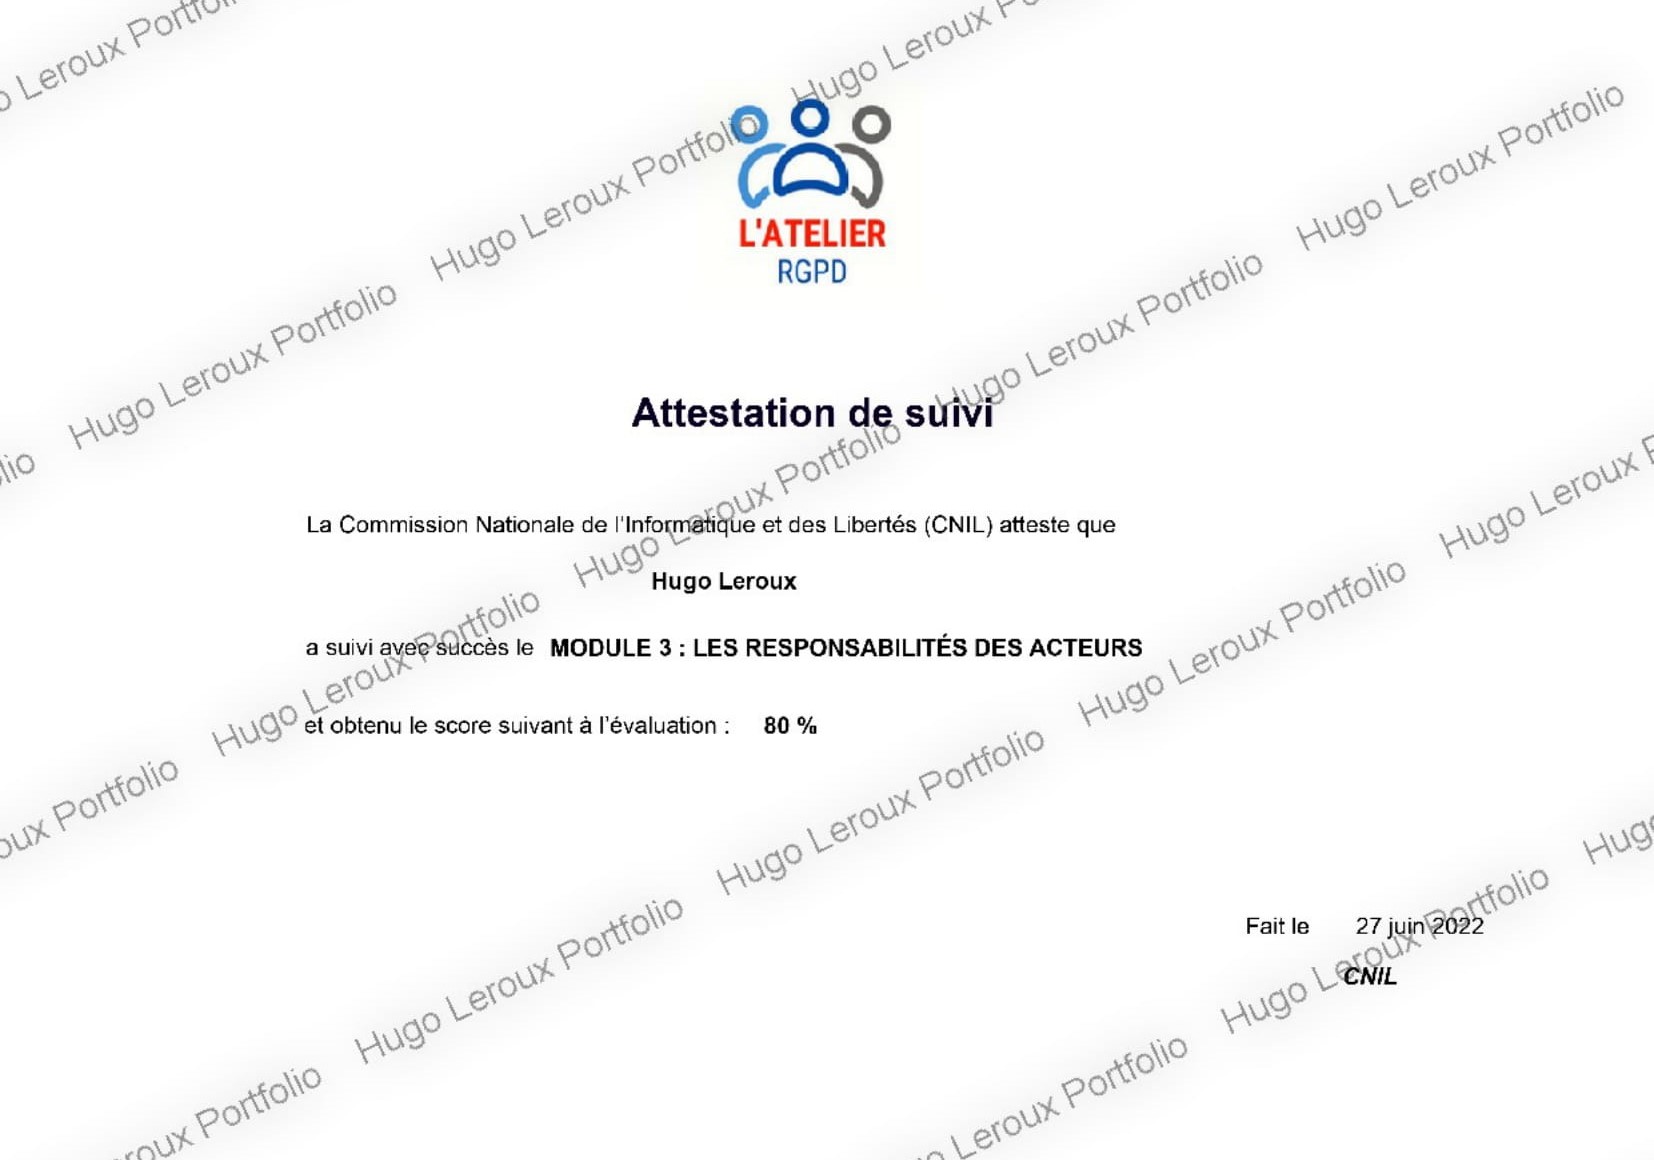 Hugo Leroux Portfolio
L'ATELIER
RGPD
Attestation de suivi
La Commission Nationale de l'Informatique et des Libertés (CNIL) atteste que
Hugo Leroux
a suivi avec succès le MODULE 3 : LES RESPONSABILITÉS DES ACTEURS
et obtenu le score suivant à l'évaluation : 80 %
Fait le 27 juin 2022
CNIL